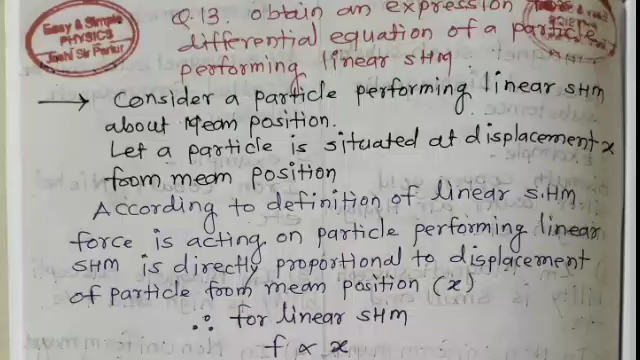 Easy & Simple
PHYSICS
Joshi Sir Parlur
Q.13. Obtain an expression
differential equation of a particle
performing linear SHM.
→ Consider a particle performing linear SHM
about Mean position.
Let a particle is situated at displacement x
from mean position
According to definition of linear S.HM
force is acting on particle performing linear
SHM is directly proportional to displacement
of particle from mean position (x)
∴ for linear SHM
f ∝ x